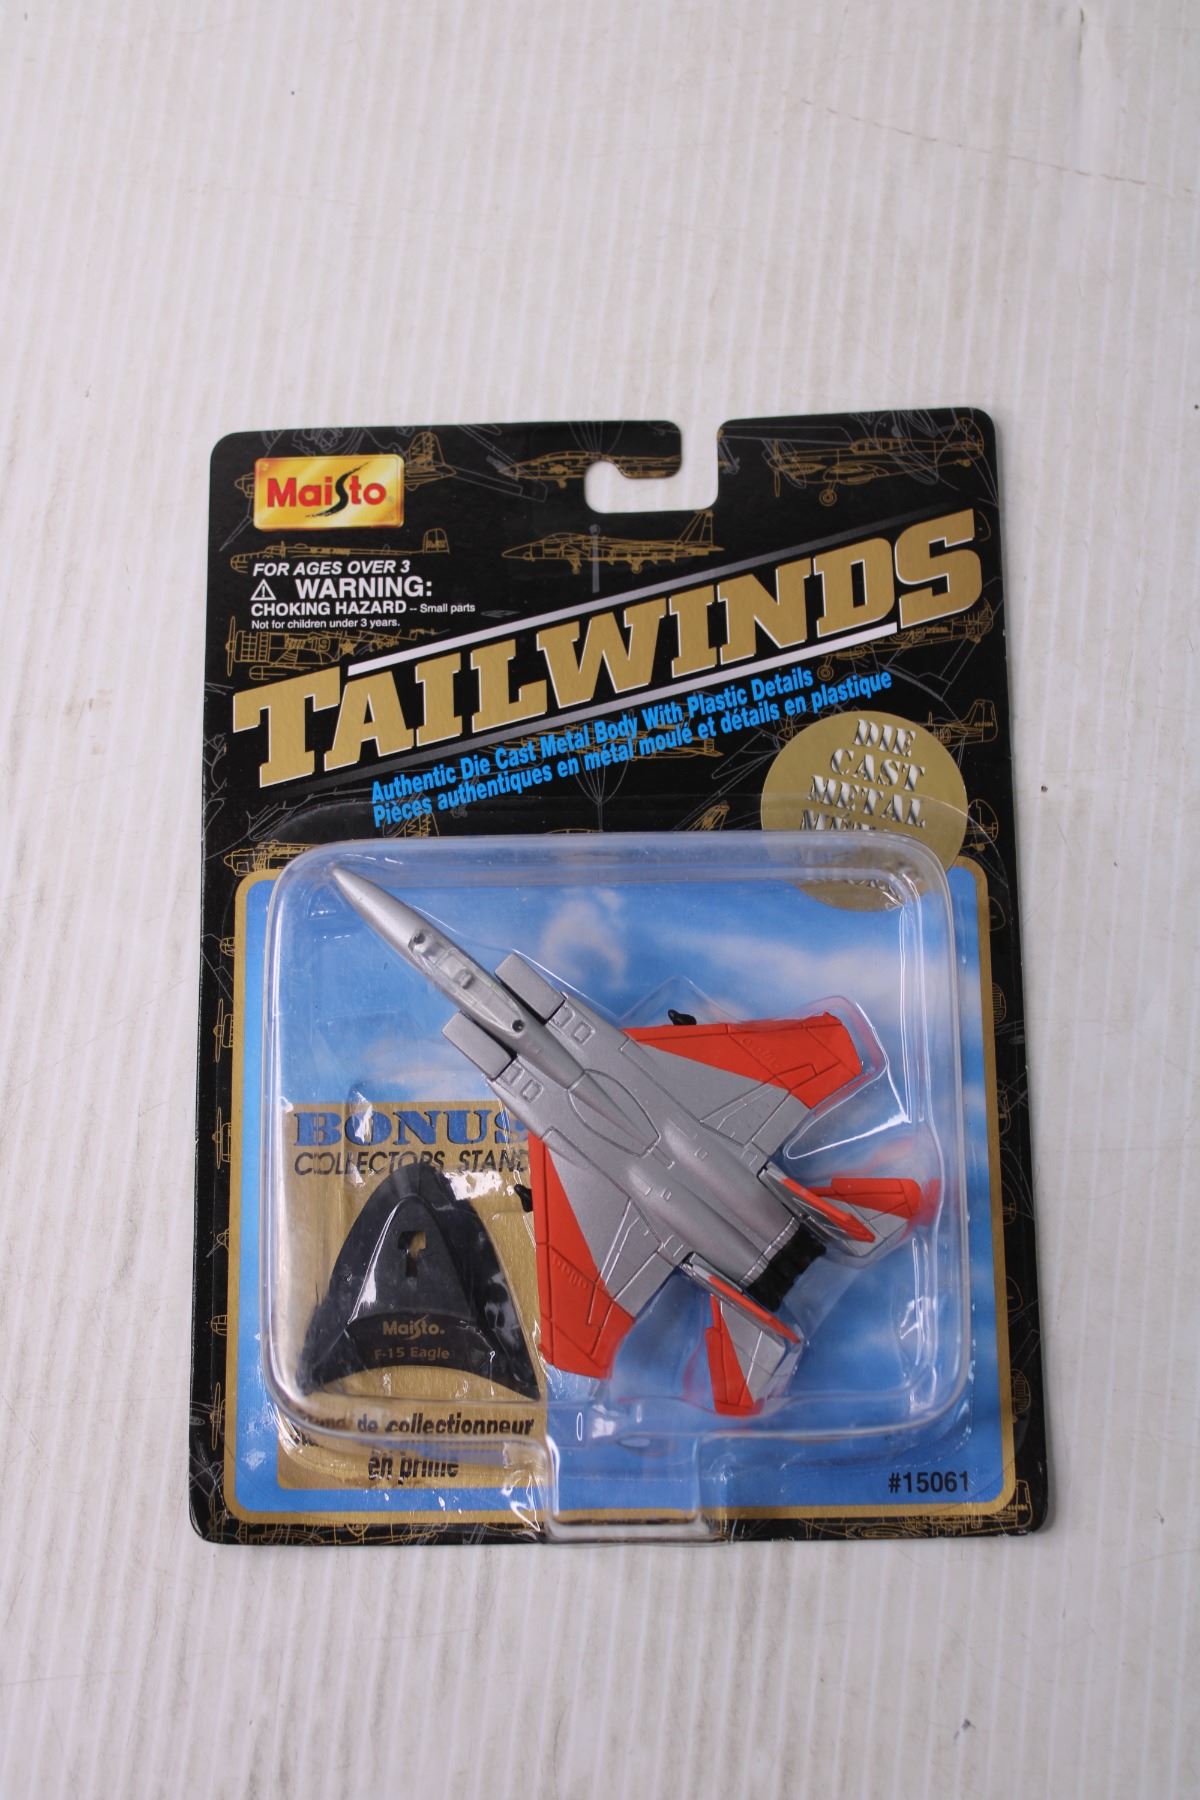 Maisto
FOR AGES OVER 3
⚠ WARNING:
CHOKING HAZARD -- Small parts
Not for children under 3 years.
TAILWINDS
Authentic Die Cast Metal Body With Plastic Details
Pièces authentiques en métal moulé et détails en plastique
DIE
CAST
METAL
BONUS
COLLECTORS STAND
Maisto.
F-15 Eagle
de collectionneur
en prime
#15061